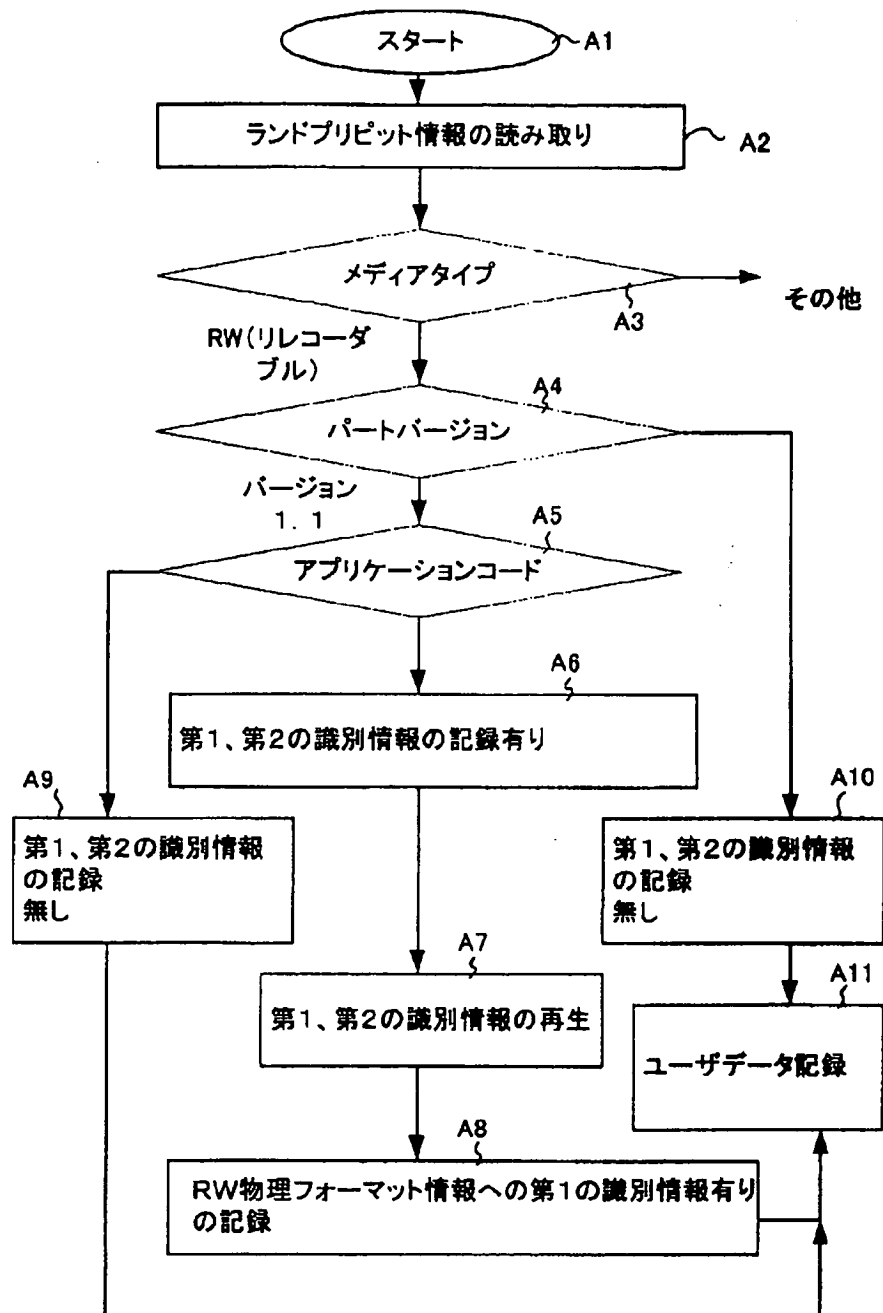 スタート
A1
ランドプリピット情報の読み取り
A2
メディアタイプ
A3
その他
RW(リレコーダ
ブル)
A4
パートバージョン
バージョン
1.1
A5
アプリケーションコード
A6
第1、第2の識別情報の記録有り
A9
第1、第2の識別情報
の記録
無し
A10
第1、第2の識別情報
の記録
無し
A7
第1、第2の識別情報の再生
A11
ユーザデータ記録
A8
RW物理フォーマット情報への第1の識別情報有り
の記録